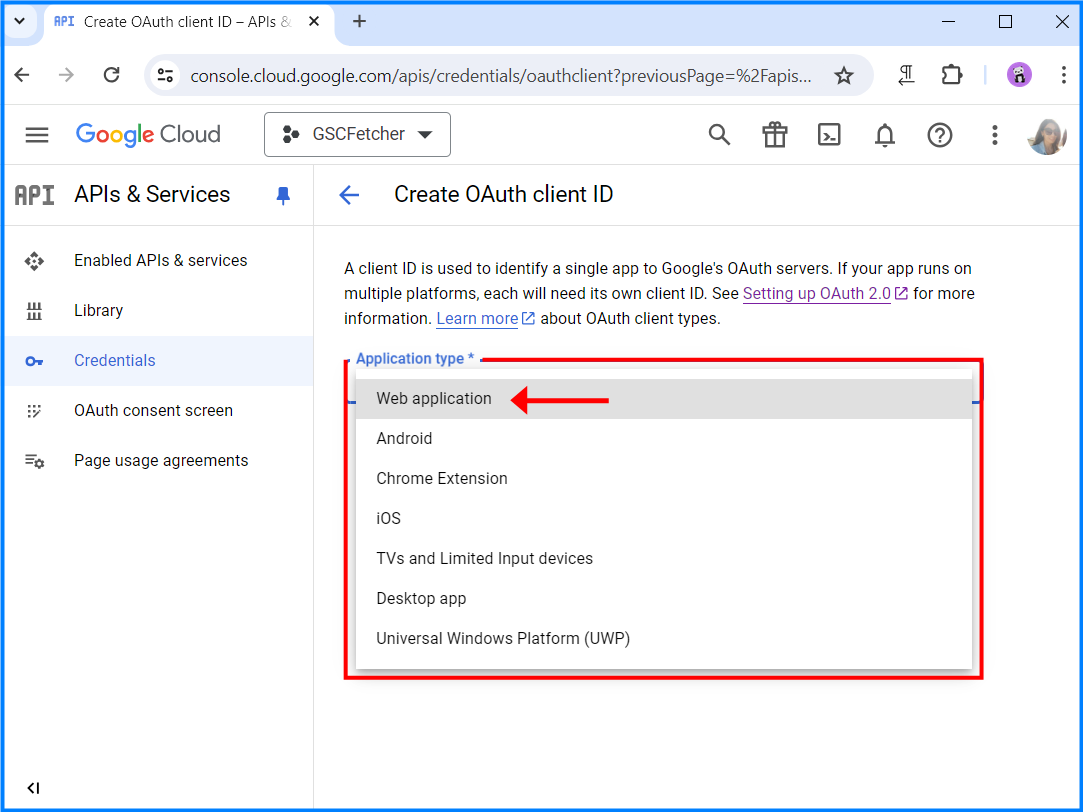 API Create OAuth client ID – APIs &
console.cloud.google.com/apis/credentials/oauthclient?previousPage=%2Fapis...
Google Cloud
GSCFetcher
API APIs & Services
Create OAuth client ID
Enabled APIs & services
Library
Credentials
OAuth consent screen
Page usage agreements
A client ID is used to identify a single app to Google's OAuth servers. If your app runs on
multiple platforms, each will need its own client ID. See Setting up OAuth 2.0 for more
information. Learn more about OAuth client types.
Application type *
Web application
Android
Chrome Extension
iOS
TVs and Limited Input devices
Desktop app
Universal Windows Platform (UWP)